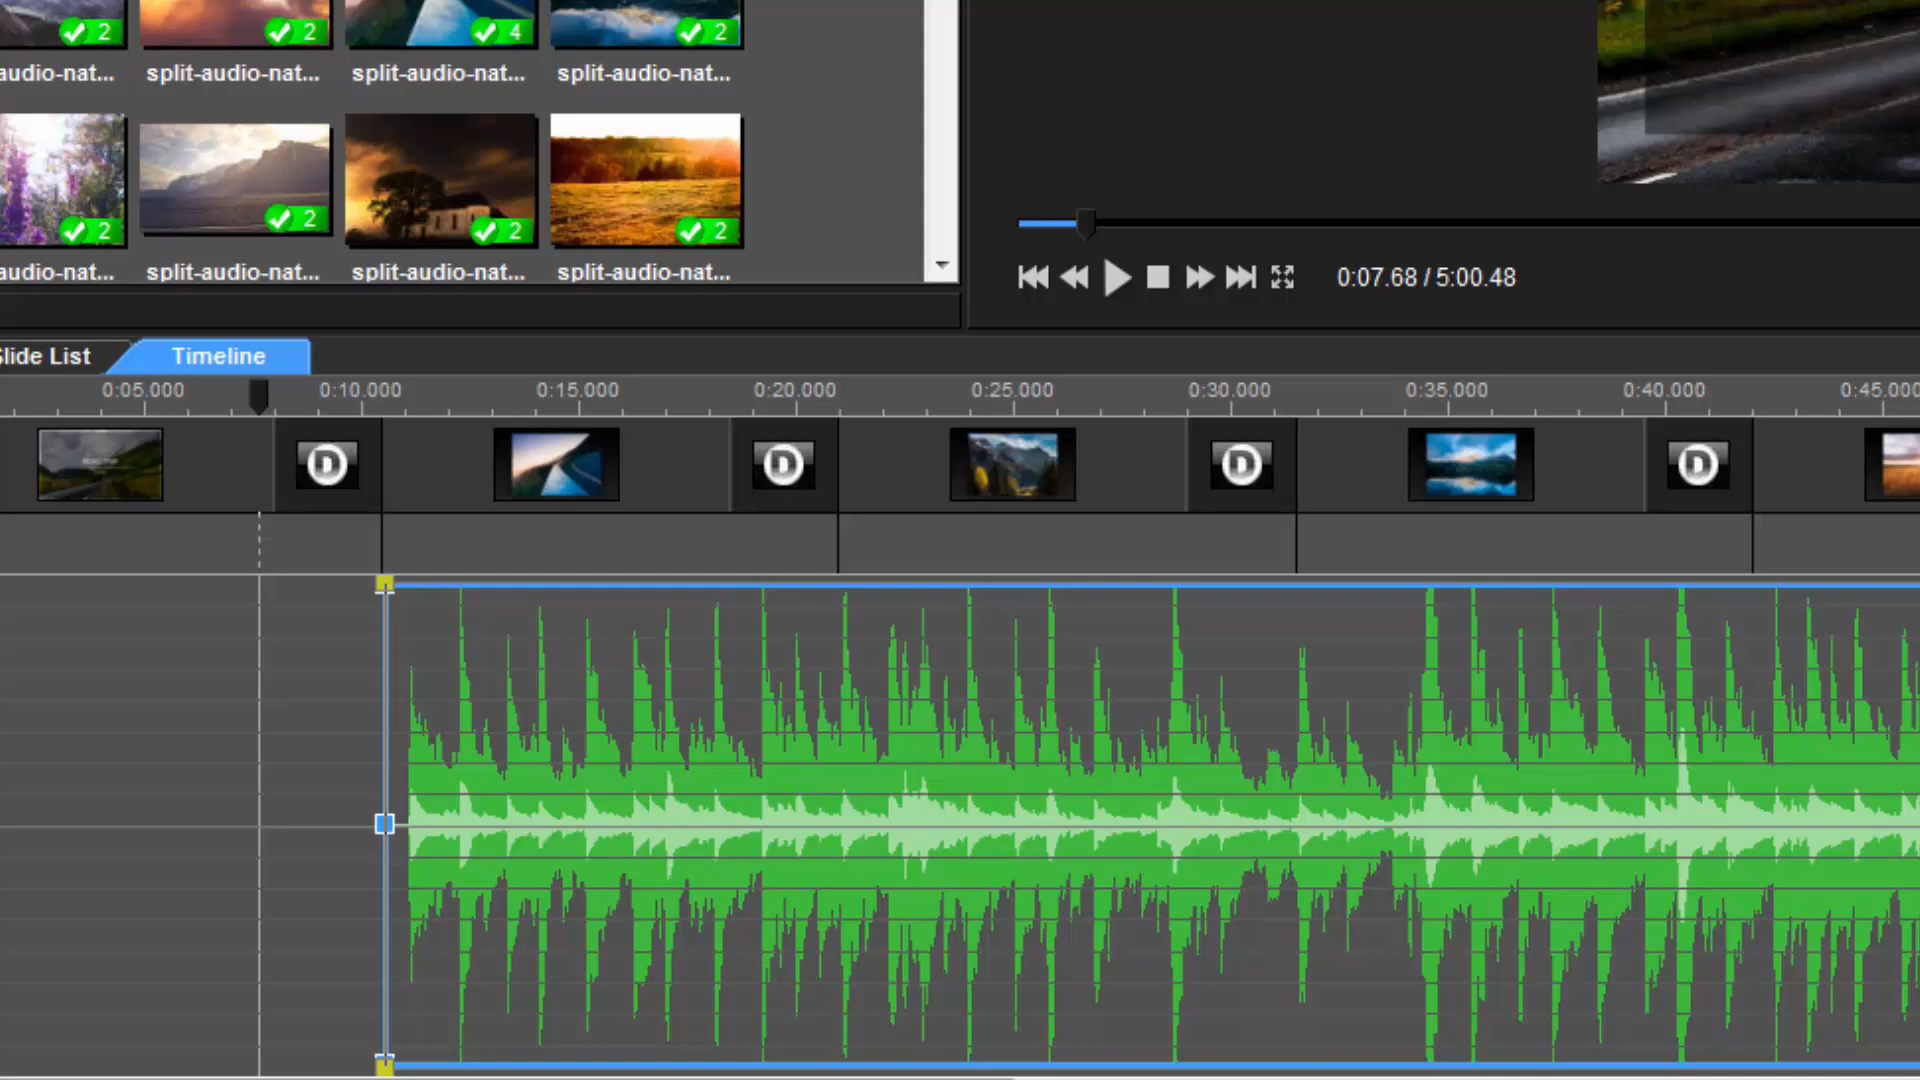 2
2
4
2
audio-nat...
split-audio-nat...
split-audio-nat...
split-audio-nat...
2
2
2
2
audio-nat...
split-audio-nat...
split-audio-nat...
split-audio-nat...
0:07.68 / 5:00.48
Slide List
Timeline
0:05.000
0:10.000
0:15.000
0:20.000
0:25.000
0:30.000
0:35.000
0:40.000
0:45.000
D
D
D
D